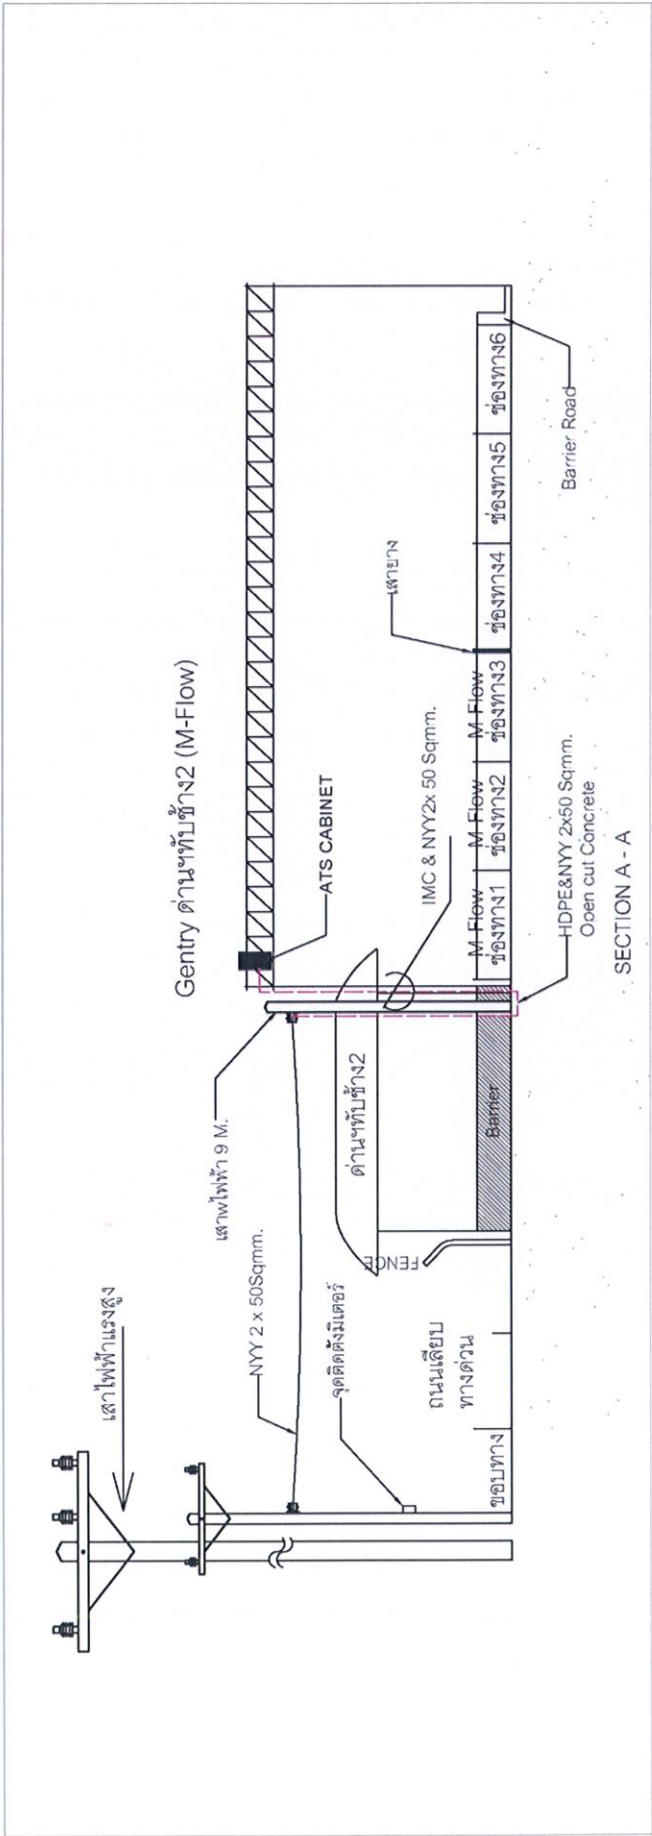 Gentry ด่านฯทับช้าง2 (M-Flow)
เสาไฟฟ้าแรงสูง
เสาพไฟฟ้า 9 M.
ATS CABINET
NYY 2 x 50Sqmm.
IMC & NYY2x 50 Sqmm.
เสายาง
จุดติดตั้งมิเตอร์
ด่านฯทับช้าง2
FENCE
ถนนเลียบ
ทางด่วน
ขอบทาง
Barrier
M Flow
ช่องทาง1
M Flow
ช่องทาง2
M Flow
ช่องทาง3
ช่องทาง4
ช่องทาง5
ช่องทาง6
Barrier Road
HDPE&NYY 2x50 Sqmm.
Open cut Concrete
SECTION A - A